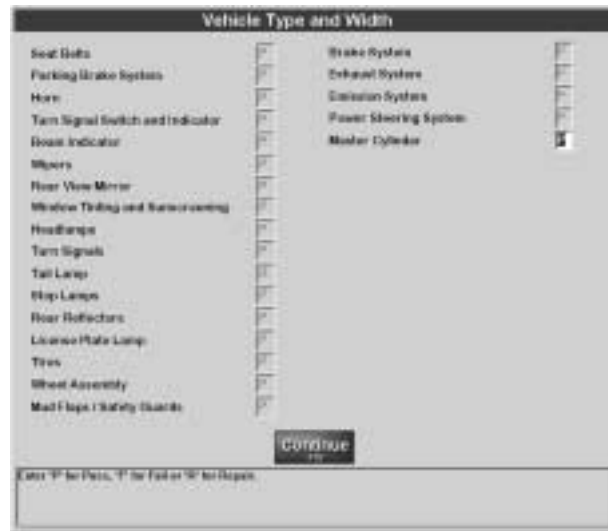 Vehicle Type and Width
Seat Belts
Parking Brake System
Horn
Turn Signal Switch and Indicator
Beam Indicator
Wipers
Rear View Mirror
Window Tinting and Sunscreening
Headlamps
Turn Signals
Tail Lamp
Stop Lamps
Rear Reflectors
License Plate Lamp
Tires
Wheel Assembly
Mud Flaps / Safety Guards
Brake System
Exhaust System
Emission System
Power Steering System
Master Cylinder
Continue
Enter "P" for Pass, "F" for Fail or "R" for Repair.